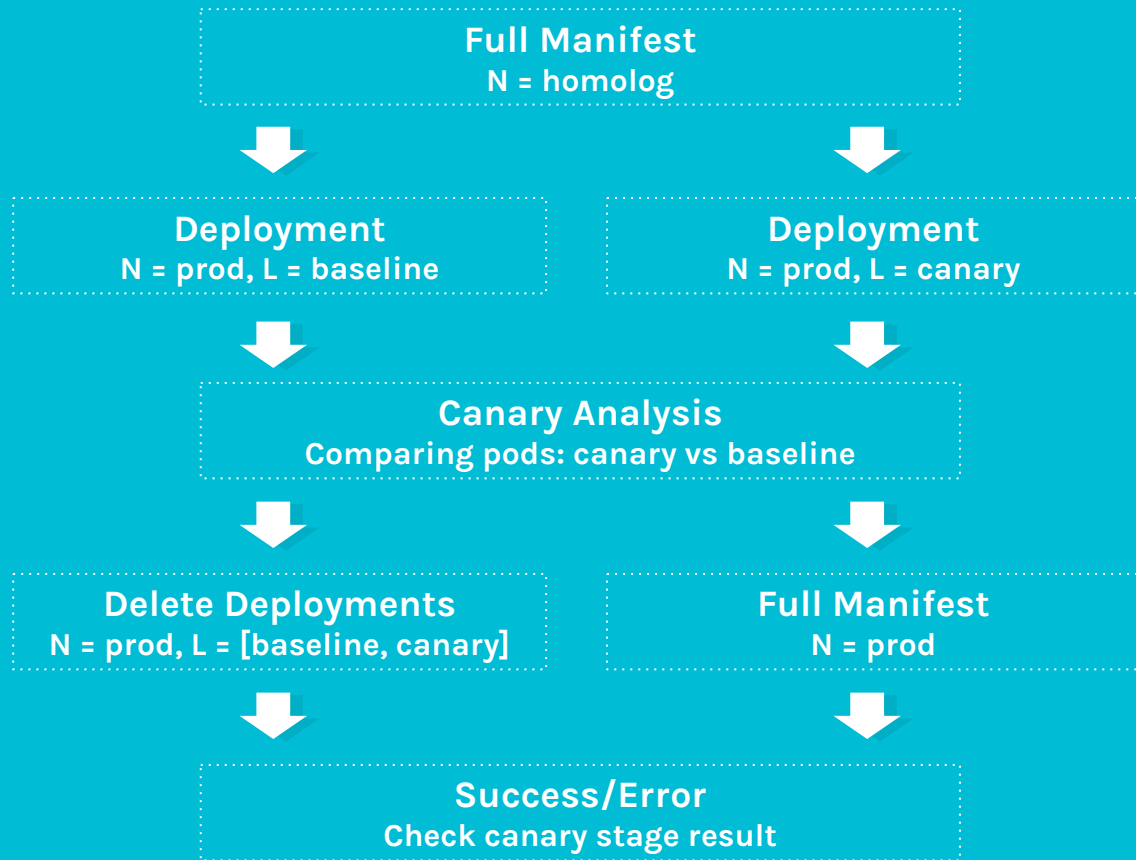 Full Manifest
N = homolog
Deployment
N = prod, L = baseline
Deployment
N = prod, L = canary
Canary Analysis
Comparing pods: canary vs baseline
Delete Deployments
N = prod, L = [baseline, canary]
Full Manifest
N = prod
Success/Error
Check canary stage result